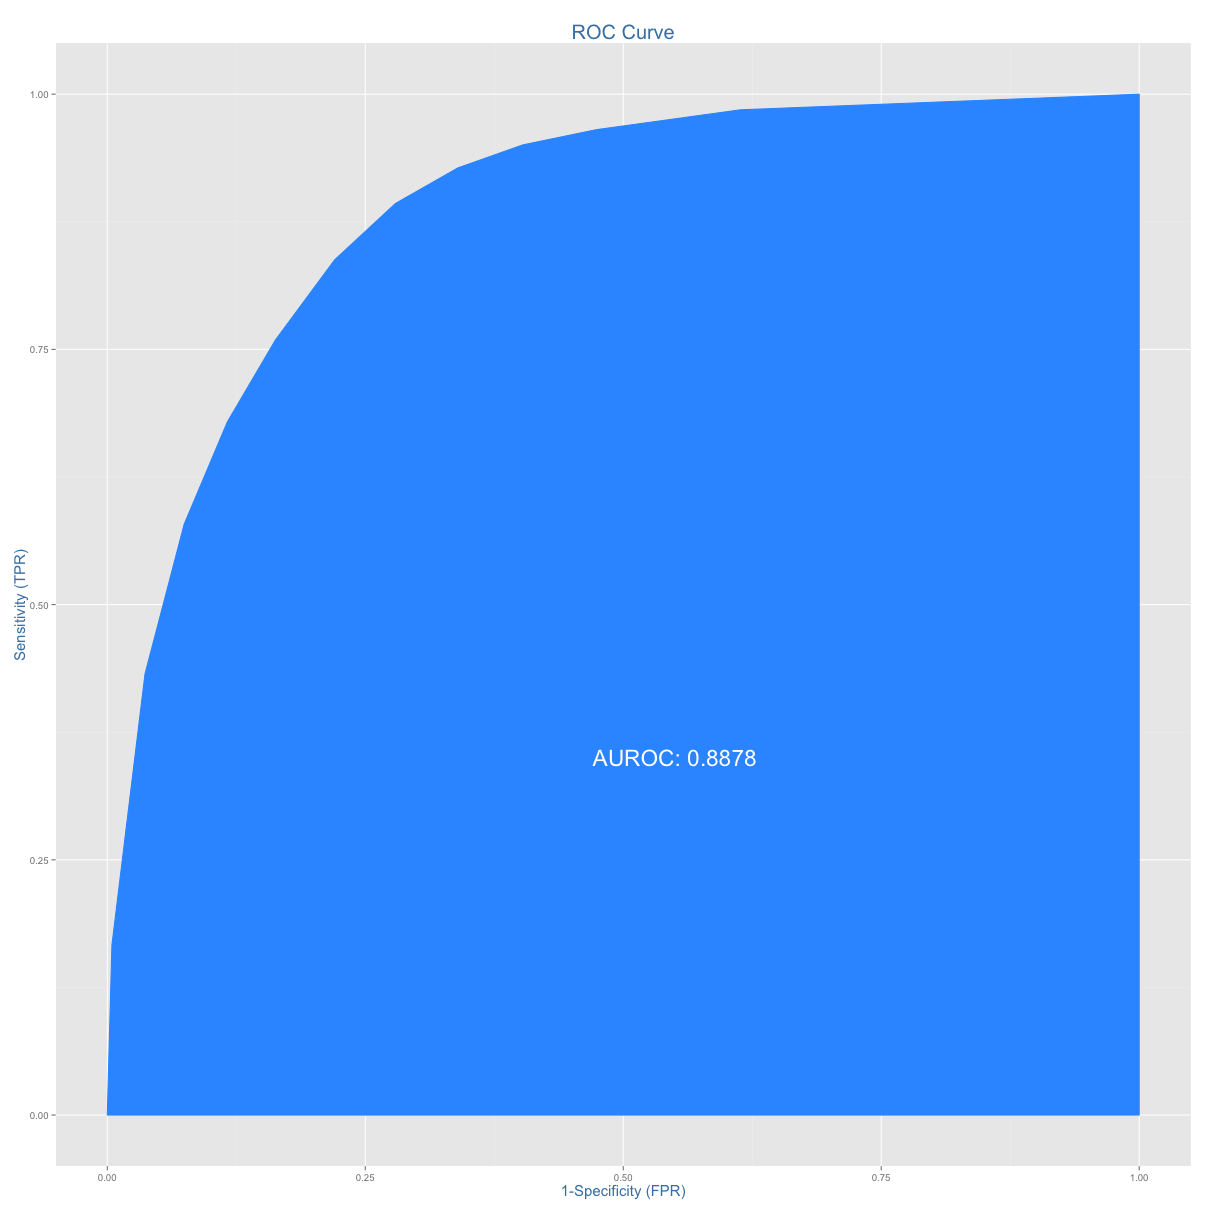 ROC Curve
1.00
0.75
0.50
0.25
0.00
Sensitivity (TPR)
AUROC: 0.8878
0.00 0.25 0.50 0.75 1.00
1-Specificity (FPR)